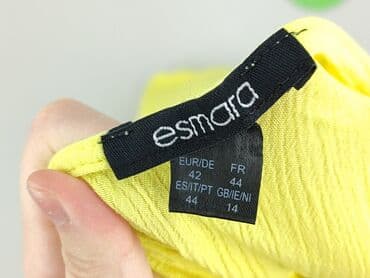 esmara
EUR/DE FR
42 44
ES/IT/PT GB/IE/NI
44 14